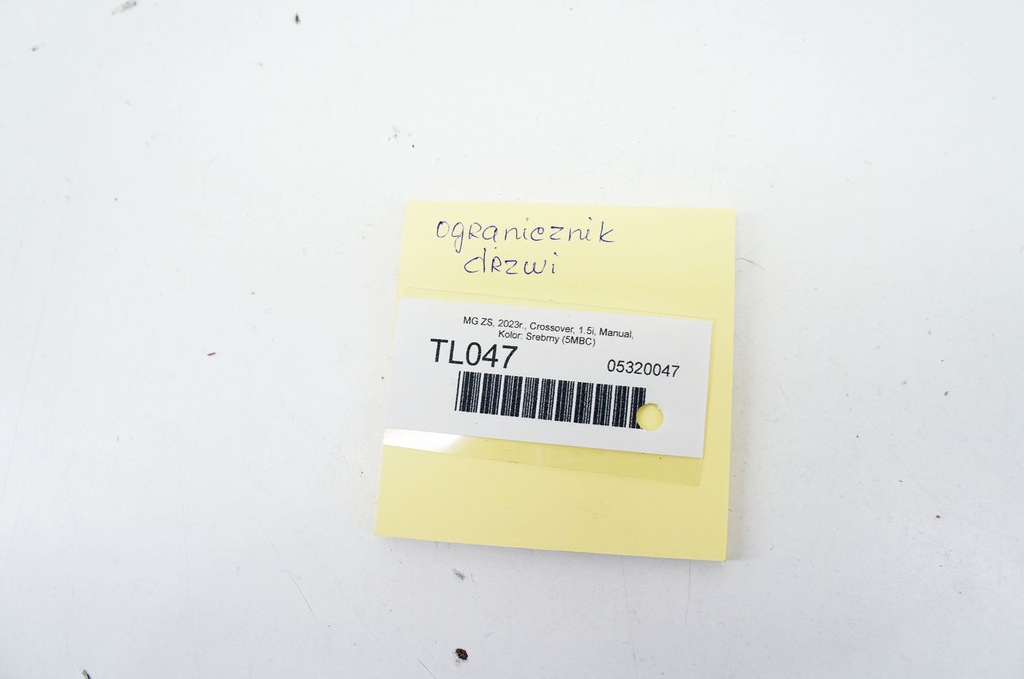 ogranicznik
drzwi
MG ZS, 2023r., Crossover, 1.5i, Manual,
Kolor: Srebrny (5MBC)
TL047
05320047